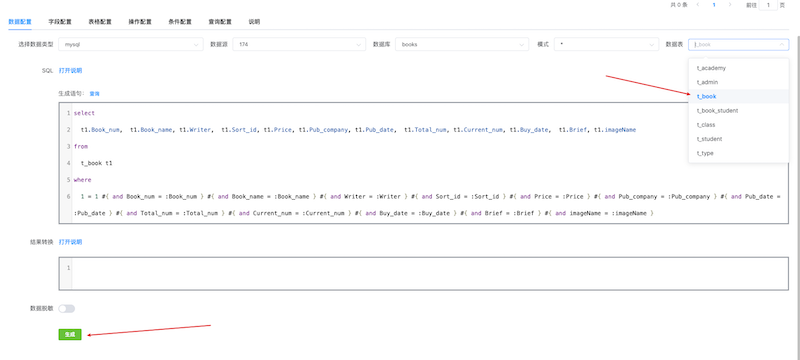 共 0 条 < 1 > 前往 1 页
数据配置 字段配置 表格配置 操作配置 条件配置 查询配置 说明
选择数据类型 mysql 数据源 174 数据库 books 模式 * 数据表 t_book
t_academy
t_admin
t_book
t_book_student
t_class
t_student
t_type
SQL 打开说明
生成语句: 查询
1 select
2 t1.Book_num, t1.Book_name, t1.Writer, t1.Sort_id, t1.Price, t1.Pub_company, t1.Pub_date, t1.Total_num, t1.Current_num, t1.Buy_date, t1.Brief, t1.imageName
3 from
4 t_book t1
5 where
6 1 = 1 #{ and Book_num = :Book_num } #{ and Book_name = :Book_name } #{ and Writer = :Writer } #{ and Sort_id = :Sort_id } #{ and Price = :Price } #{ and Pub_company = :Pub_company } #{ and Pub_date =
:Pub_date } #{ and Total_num = :Total_num } #{ and Current_num = :Current_num } #{ and Buy_date = :Buy_date } #{ and Brief = :Brief } #{ and imageName = :imageName }
结果转换 打开说明
1
数据脱敏
生成